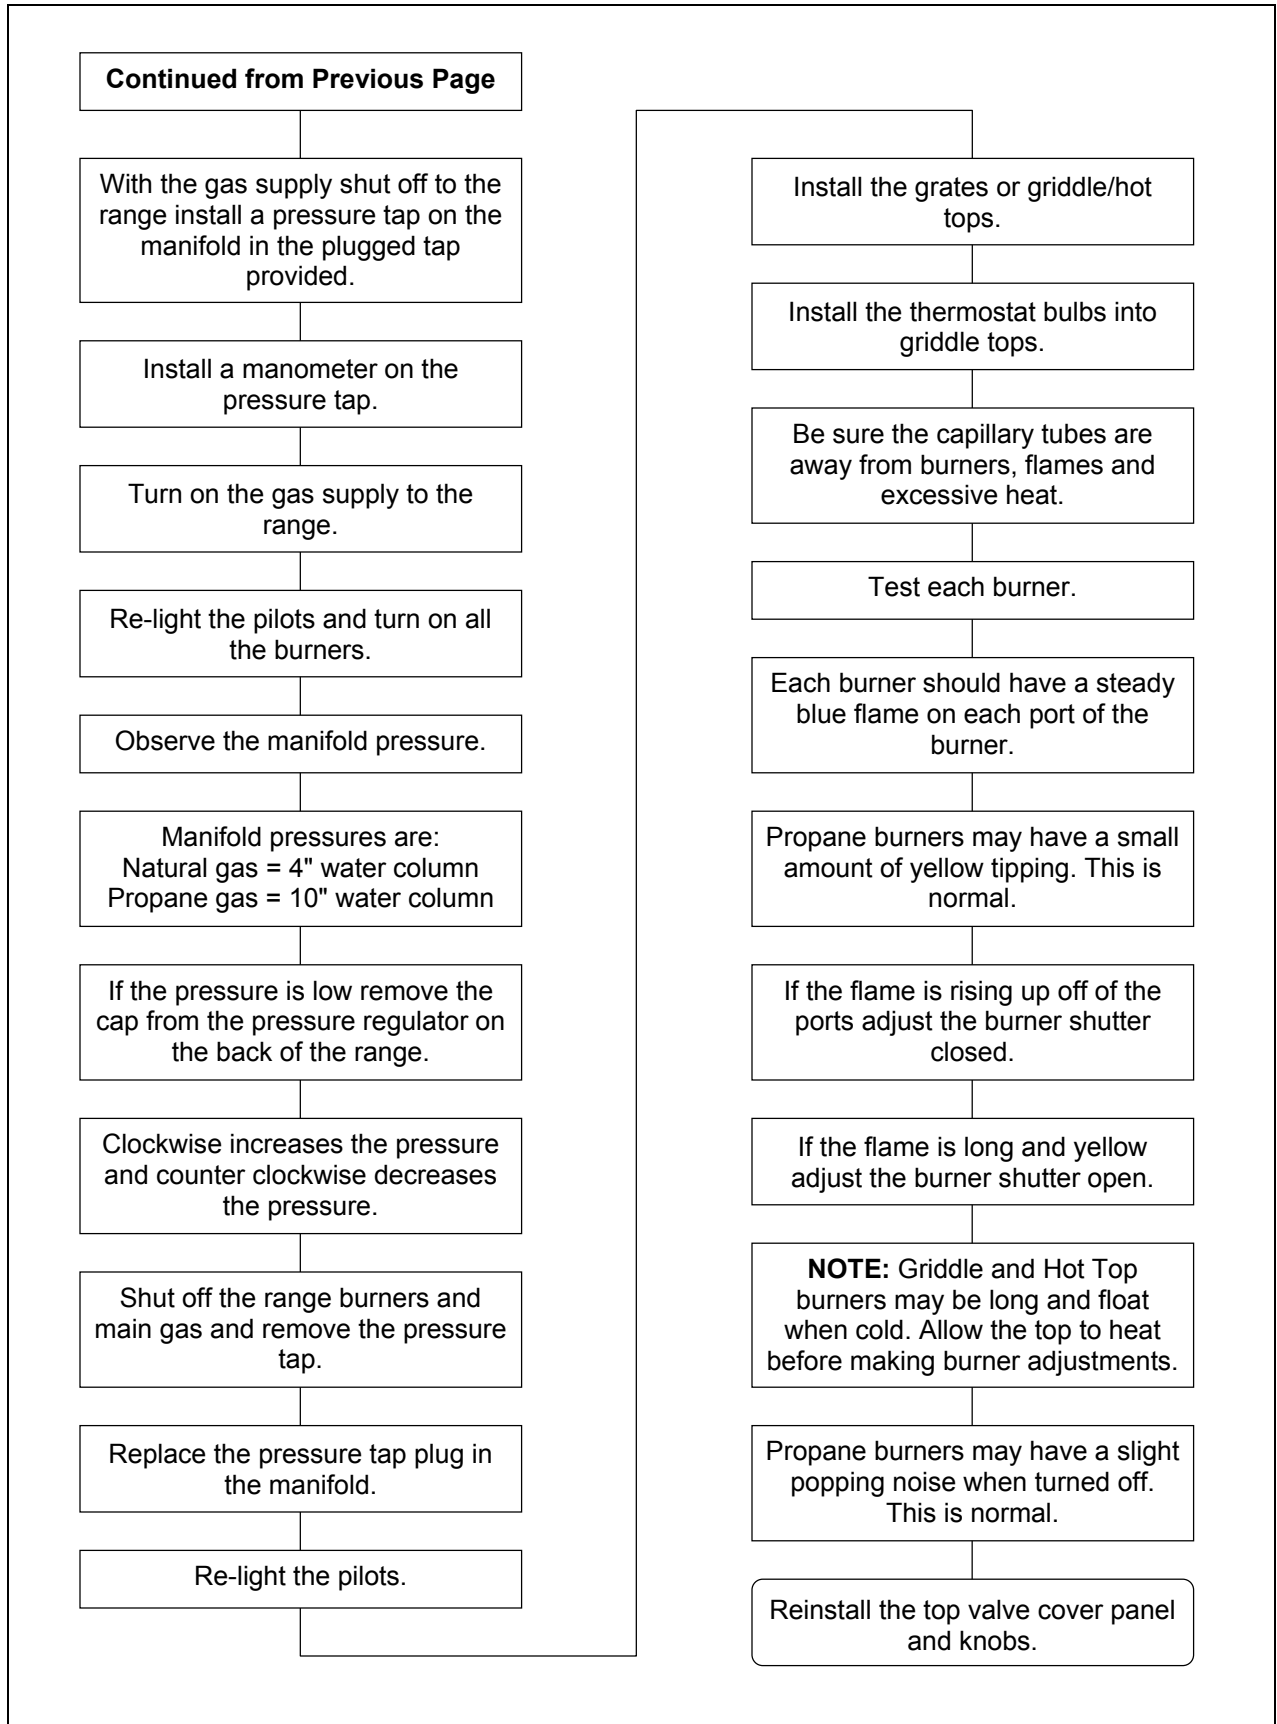 Continued from Previous Page
With the gas supply shut off to the
range install a pressure tap on the
manifold in the plugged tap
provided.
Install a manometer on the
pressure tap.
Turn on the gas supply to the
range.
Re-light the pilots and turn on all
the burners.
Observe the manifold pressure.
Manifold pressures are:
Natural gas = 4" water column
Propane gas = 10" water column
If the pressure is low remove the
cap from the pressure regulator on
the back of the range.
Clockwise increases the pressure
and counter clockwise decreases
the pressure.
Shut off the range burners and
main gas and remove the pressure
tap.
Replace the pressure tap plug in
the manifold.
Re-light the pilots.
Install the grates or griddle/hot
tops.
Install the thermostat bulbs into
griddle tops.
Be sure the capillary tubes are
away from burners, flames and
excessive heat.
Test each burner.
Each burner should have a steady
blue flame on each port of the
burner.
Propane burners may have a small
amount of yellow tipping. This is
normal.
If the flame is rising up off of the
ports adjust the burner shutter
closed.
If the flame is long and yellow
adjust the burner shutter open.
NOTE: Griddle and Hot Top
burners may be long and float
when cold. Allow the top to heat
before making burner adjustments.
Propane burners may have a slight
popping noise when turned off.
This is normal.
Reinstall the top valve cover panel
and knobs.